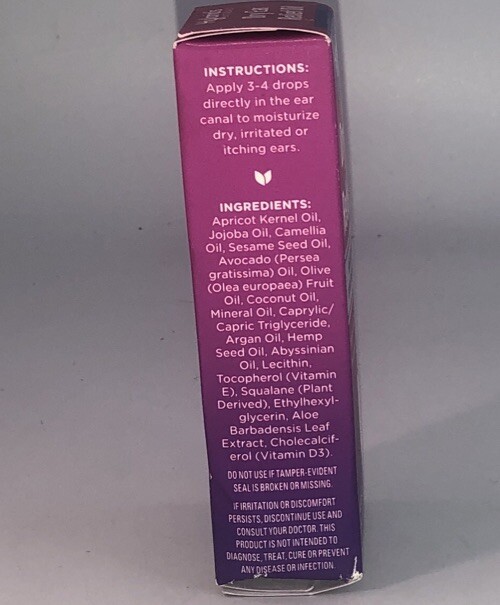 INSTRUCTIONS:
Apply 3-4 drops
directly in the ear
canal to moisturize
dry, irritated or
itching ears.
INGREDIENTS:
Apricot Kernel Oil,
Jojoba Oil, Camellia
Oil, Sesame Seed Oil,
Avocado (Persea
gratissima) Oil, Olive
(Olea europaea) Fruit
Oil, Coconut Oil,
Mineral Oil, Caprylic/
Capric Triglyceride,
Argan Oil, Hemp
Seed Oil, Abyssinian
Oil, Lecithin,
Tocopherol (Vitamin
E), Squalane (Plant
Derived), Ethylhexyl-
glycerin, Aloe
Barbadensis Leaf
Extract, Cholecalcif-
erol (Vitamin D3).
DO NOT USE IF TAMPER-EVIDENT
SEAL IS BROKEN OR MISSING.
IF IRRITATION OR DISCOMFORT
PERSISTS, DISCONTINUE USE AND
CONSULT YOUR DOCTOR. THIS
PRODUCT IS NOT INTENDED TO
DIAGNOSE, TREAT, CURE OR PREVENT
ANY DISEASE OR INFECTION.